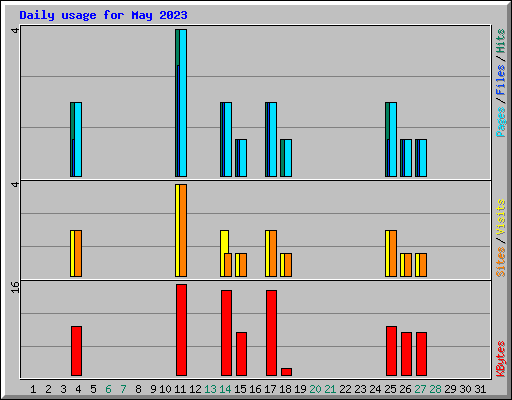 Daily usage for May 2023
4
Pages / Files / Hits
4
Sites / Visits
16
KBytes
1 2 3 4 5 6 7 8 9 10 11 12 13 14 15 16 17 18 19 20 21 22 23 24 25 26 27 28 29 30 31